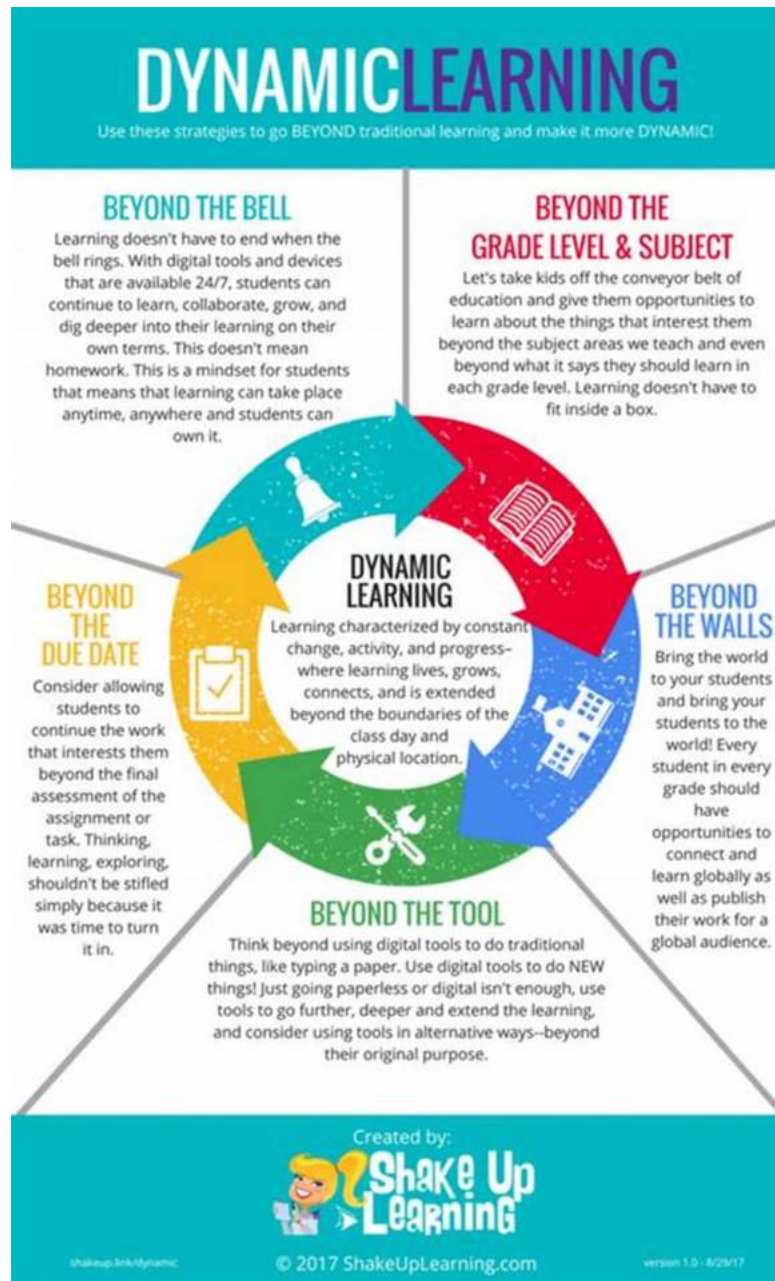 DYNAMICLEARNING
Use these strategies to go BEYOND traditional learning and make it more DYNAMIC!
BEYOND THE BELL
Learning doesn't have to end when the
bell rings. With digital tools and devices
that are available 24/7, students can
continue to learn, collaborate, grow, and
dig deeper into their learning on their
own terms. This doesn't mean
homework. This is a mindset for students
that means that learning can take place
anytime, anywhere and students can
own it.
BEYOND THE
GRADE LEVEL & SUBJECT
Let's take kids off the conveyor belt of
education and give them opportunities to
learn about the things that interest them
beyond the subject areas we teach and even
beyond what it says they should learn in
each grade level. Learning doesn't have to
fit inside a box.
BEYOND
THE WALLS
Bring the world
to your students
and bring your
students to the
world! Every
student in every
grade should
have
opportunities to
connect and
learn globally as
well as publish
their work for a
global audience.
BEYOND THE TOOL
Think beyond using digital tools to do traditional
things, like typing a paper. Use digital tools to do NEW
things! Just going paperless or digital isn't enough, use
tools to go further, deeper and extend the learning,
and consider using tools in alternative ways--beyond
their original purpose.
BEYOND
THE
DUE DATE
Consider allowing
students to
continue the work
that interests them
beyond the final
assessment of the
assignment or
task. Thinking,
learning, exploring,
shouldn't be stifled
simply because it
was time to turn
it in.
DYNAMIC
LEARNING
Learning characterized by constant
change, activity, and progress–
where learning lives, grows,
connects, and is extended
beyond the boundaries of the
class day and
physical location.
Created by:
Shake Up
Learning
shakeup.link/dynamic
© 2017 ShakeUpLearning.com
version 1.0 - 8/29/17